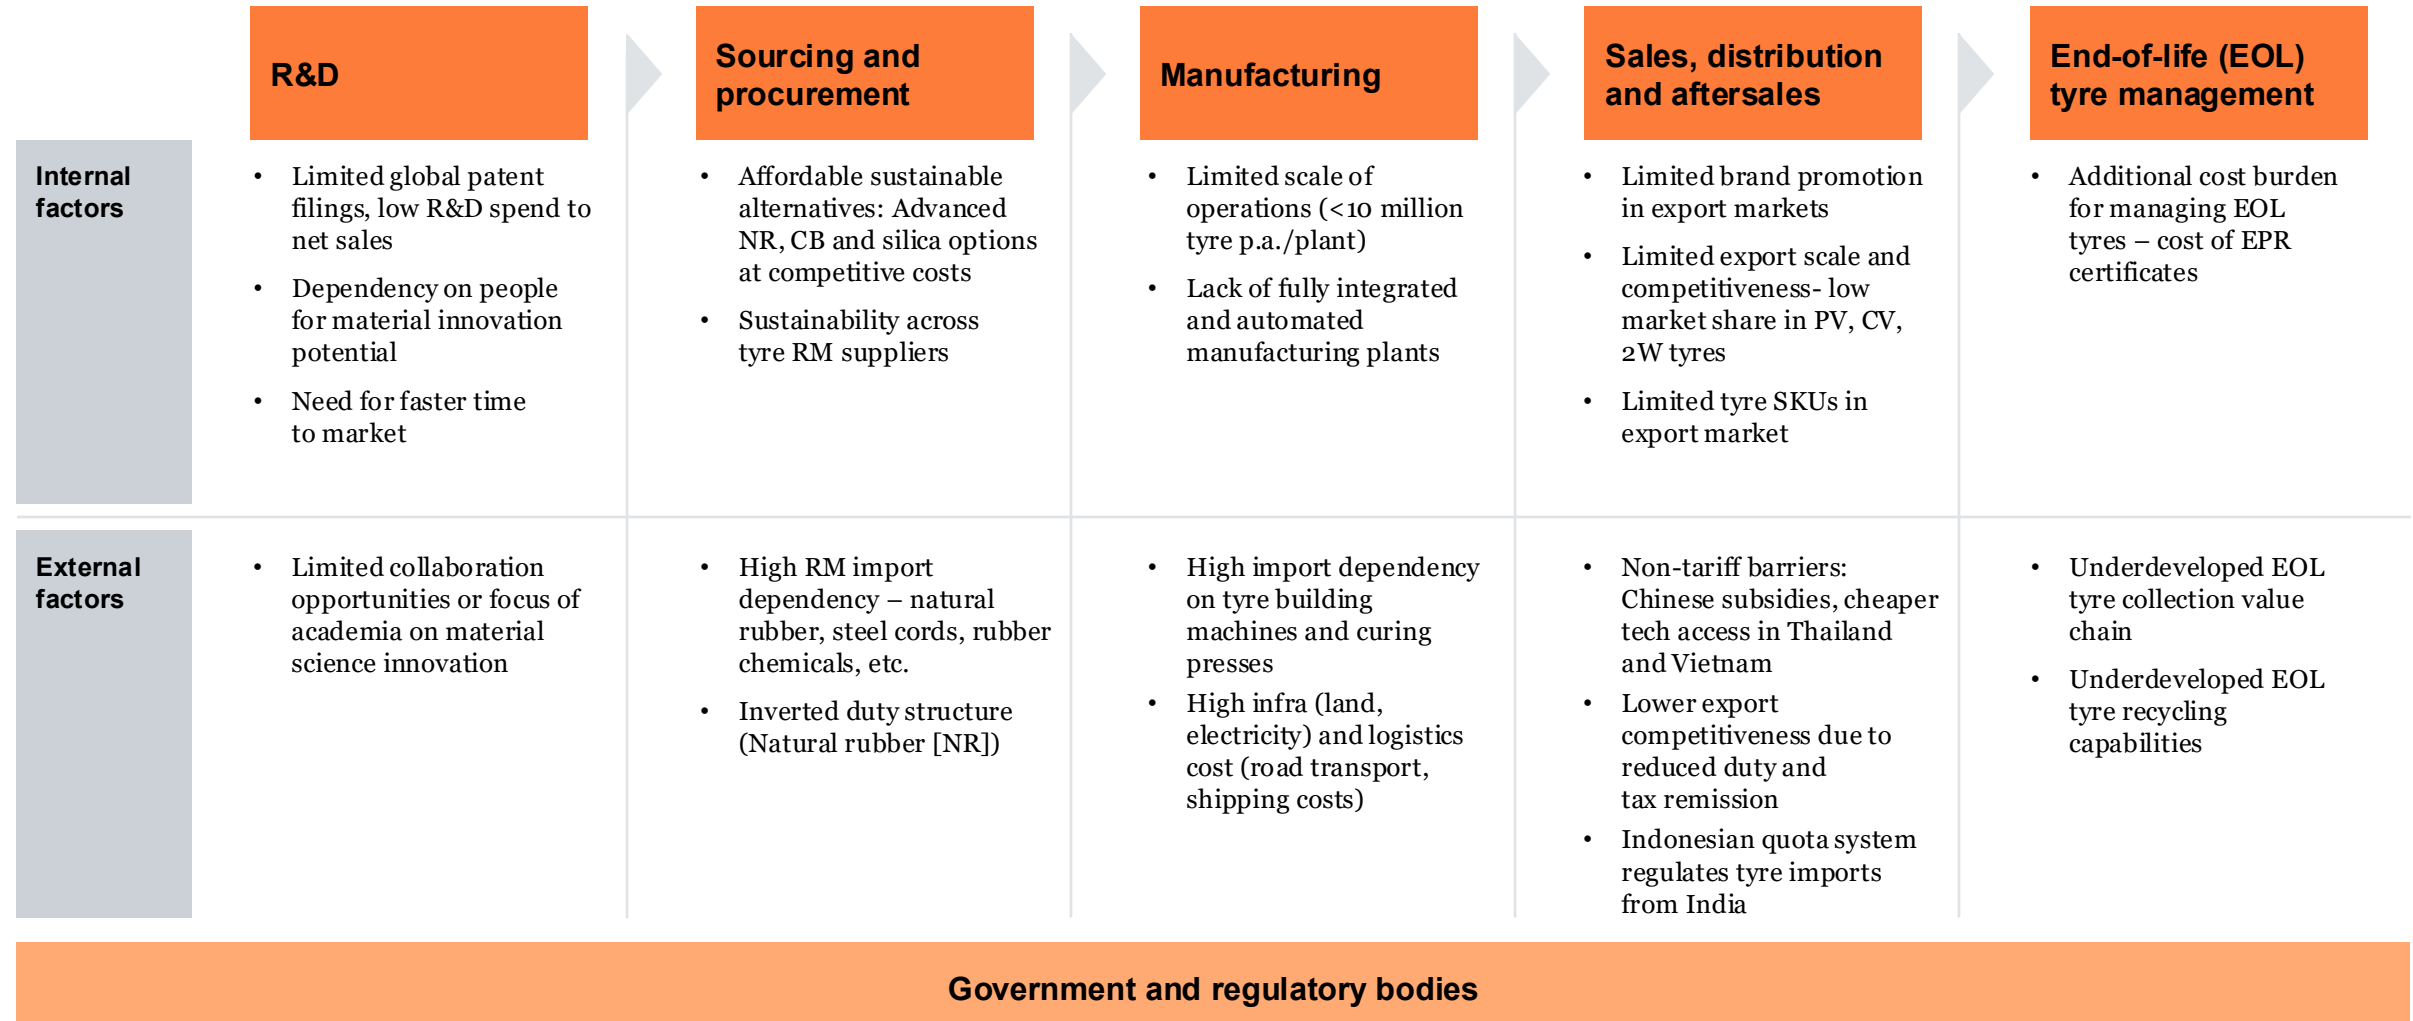 R&D
Sourcing and
procurement
Manufacturing
Sales, distribution
and aftersales
End-of-life (EOL)
tyre management
Internal
factors
• Limited global patent
filings, low R&D spend to
net sales
• Dependency on people
for material innovation
potential
• Need for faster time
to market
• Affordable sustainable
alternatives: Advanced
NR, CB and silica options
at competitive costs
• Sustainability across
tyre RM suppliers
• Limited scale of
operations (<10 million
tyre p.a./plant)
• Lack of fully integrated
and automated
manufacturing plants
• Limited brand promotion
in export markets
• Limited export scale and
competitiveness- low
market share in PV, CV,
2W tyres
• Limited tyre SKUs in
export market
• Additional cost burden
for managing EOL
tyres – cost of EPR
certificates
External
factors
• Limited collaboration
opportunities or focus of
academia on material
science innovation
• High RM import
dependency – natural
rubber, steel cords, rubber
chemicals, etc.
• Inverted duty structure
(Natural rubber [NR])
• High import dependency
on tyre building
machines and curing
presses
• High infra (land,
electricity) and logistics
cost (road transport,
shipping costs)
• Non-tariff barriers:
Chinese subsidies, cheaper
tech access in Thailand
and Vietnam
• Lower export
competitiveness due to
reduced duty and
tax remission
• Indonesian quota system
regulates tyre imports
from India
• Underdeveloped EOL
tyre collection value
chain
• Underdeveloped EOL
tyre recycling
capabilities
Government and regulatory bodies